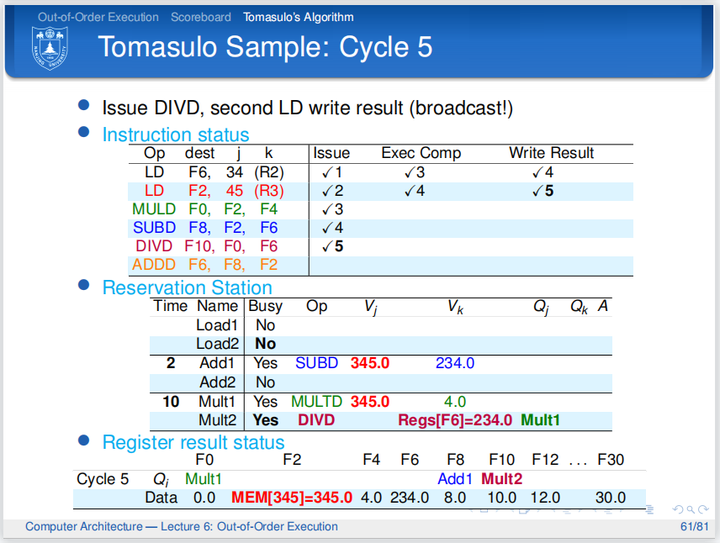 Out-of-Order Execution Scoreboard Tomasulo's Algorithm
Tomasulo Sample: Cycle 5
Issue DIVD, second LD write result (broadcast!)
Instruction status
Op dest j k Issue Exec Comp Write Result
LD F6, 34 (R2) ✓1 ✓3 ✓4
LD F2, 45 (R3) ✓2 ✓4 ✓5
MULD F0, F2, F4 ✓3
SUBD F8, F2, F6 ✓4
DIVD F10, F0, F6 ✓5
ADDD F6, F8, F2
Reservation Station
Time Name Busy Op Vj Vk Qj Qk A
Load1 No
Load2 No
2 Add1 Yes SUBD 345.0 234.0
Add2 No
10 Mult1 Yes MULTD 345.0 4.0
Mult2 Yes DIVD Regs[F6]=234.0 Mult1
Register result status
F0 F2 F4 F6 F8 F10 F12 ... F30
Cycle 5 Qi Mult1 Add1 Mult2
Data 0.0 MEM[345]=345.0 4.0 234.0 8.0 10.0 12.0 30.0
Computer Architecture — Lecture 6: Out-of-Order Execution 61/81